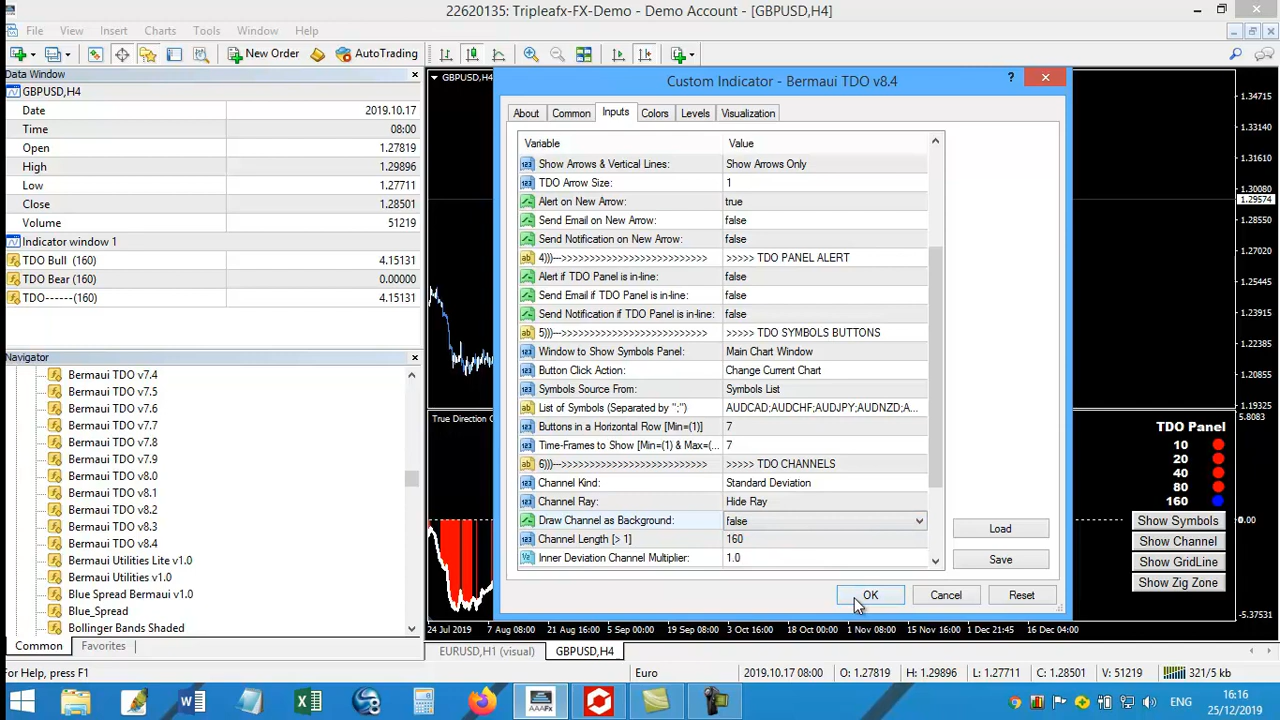 22620135: Tripleafx-FX-Demo - Demo Account - [GBPUSD,H4]
File View Insert Charts Tools Window Help
New Order AutoTrading
Data Window
GBPUSD,H4
Date 2019.10.17
Time 08:00
Open 1.27819
High 1.29896
Low 1.27711
Close 1.28501
Volume 51219
Indicator window 1
TDO Bull (160) 4.15131
TDO Bear (160) 0.00000
TDO------(160) 4.15131
Navigator
Bermaui TDO v7.4
Bermaui TDO v7.5
Bermaui TDO v7.6
Bermaui TDO v7.7
Bermaui TDO v7.8
Bermaui TDO v7.9
Bermaui TDO v8.0
Bermaui TDO v8.1
Bermaui TDO v8.2
Bermaui TDO v8.3
Bermaui TDO v8.4
Bermaui Utilities Lite v1.0
Bermaui Utilities v1.0
Blue Spread Bermaui v1.0
Blue_Spread
Bollinger Bands Shaded
Common Favorites
GBPUSD,H4
Custom Indicator - Bermaui TDO v8.4
?
About Common Inputs Colors Levels Visualization
Variable Value
Show Arrows & Vertical Lines: Show Arrows Only
TDO Arrow Size: 1
Alert on New Arrow: true
Send Email on New Arrow: false
Send Notification on New Arrow: false
4)))--->>>>>>>>>>>>>>>>>>>>>>>>>> >>>>> TDO PANEL ALERT
Alert if TDO Panel is in-line: false
Send Email if TDO Panel is in-line: false
Send Notification if TDO Panel is in-line: false
5)))--->>>>>>>>>>>>>>>>>>>>>>>>>> >>>>> TDO SYMBOLS BUTTONS
Window to Show Symbols Panel: Main Chart Window
Button Click Action: Change Current Chart
Symbols Source From: Symbols List
List of Symbols (Separated by ";") AUDCAD;AUDCHF;AUDJPY;AUDNZD;A...
Buttons in a Horizontal Row [Min=(1)] 7
Time-Frames to Show [Min=(1) & Max=(... 7
6)))--->>>>>>>>>>>>>>>>>>>>>>>>>> >>>>> TDO CHANNELS
Channel Kind: Standard Deviation
Channel Ray: Hide Ray
Draw Channel as Background: false
Channel Length [> 1] 160
Inner Deviation Channel Multiplier: 1.0
Load
Save
OK Cancel Reset
1.34715
1.33140
1.31610
1.30080
1.29574
1.28505
1.27020
1.25445
1.23915
1.22385
1.20855
1.19325
True Direction O
5.8083
TDO Panel
10
20
40
80
160
0.00
Show Symbols
Show Channel
Show GridLine
Show Zig Zone
-5.37531
24 Jul 2019 7 Aug 08:00 21 Aug 16:00 5 Sep 00:00 19 Sep 08:00 3 Oct 16:00 18 Oct 00:00 1 Nov 08:00 15 Nov 16:00 1 Dec 21:45 16 Dec 04:00
EURUSD,H1 (visual) GBPUSD,H4
For Help, press F1 Euro 2019.10.17 08:00 O: 1.27819 H: 1.29896 L: 1.27711 C: 1.28501 V: 51219 321/5 kb
AAAFx
ENG
16:16
25/12/2019